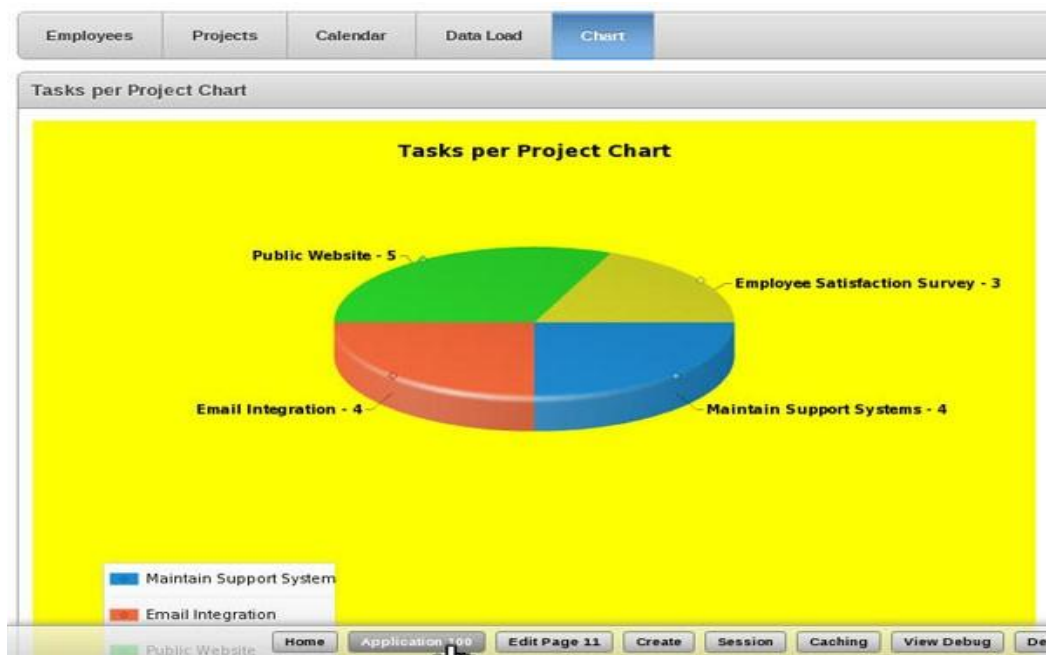 Employees Projects Calendar Data Load Chart
Tasks per Project Chart
Tasks per Project Chart
Public Website - 5
Employee Satisfaction Survey - 3
Email Integration - 4
Maintain Support Systems - 4
Maintain Support System
Email Integration
Public Website
Home Application 100 Edit Page 11 Create Session Caching View Debug De